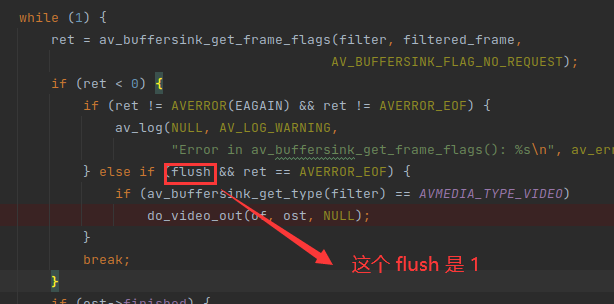 while (1) {
ret = av_buffersink_get_frame_flags(filter, filtered_frame,
AV_BUFFERSINK_FLAG_NO_REQUEST);
if (ret < 0) {
if (ret != AVERROR(EAGAIN) && ret != AVERROR_EOF) {
av_log(NULL, AV_LOG_WARNING,
"Error in av_buffersink_get_frame_flags(): %s\n", av_er
} else if (flush && ret == AVERROR_EOF) {
if (av_buffersink_get_type(filter) == AVMEDIA_TYPE_VIDEO)
do_video_out(of, ost, NULL);
}
break;
这个 flush 是 1
}
if (ost->finished) {